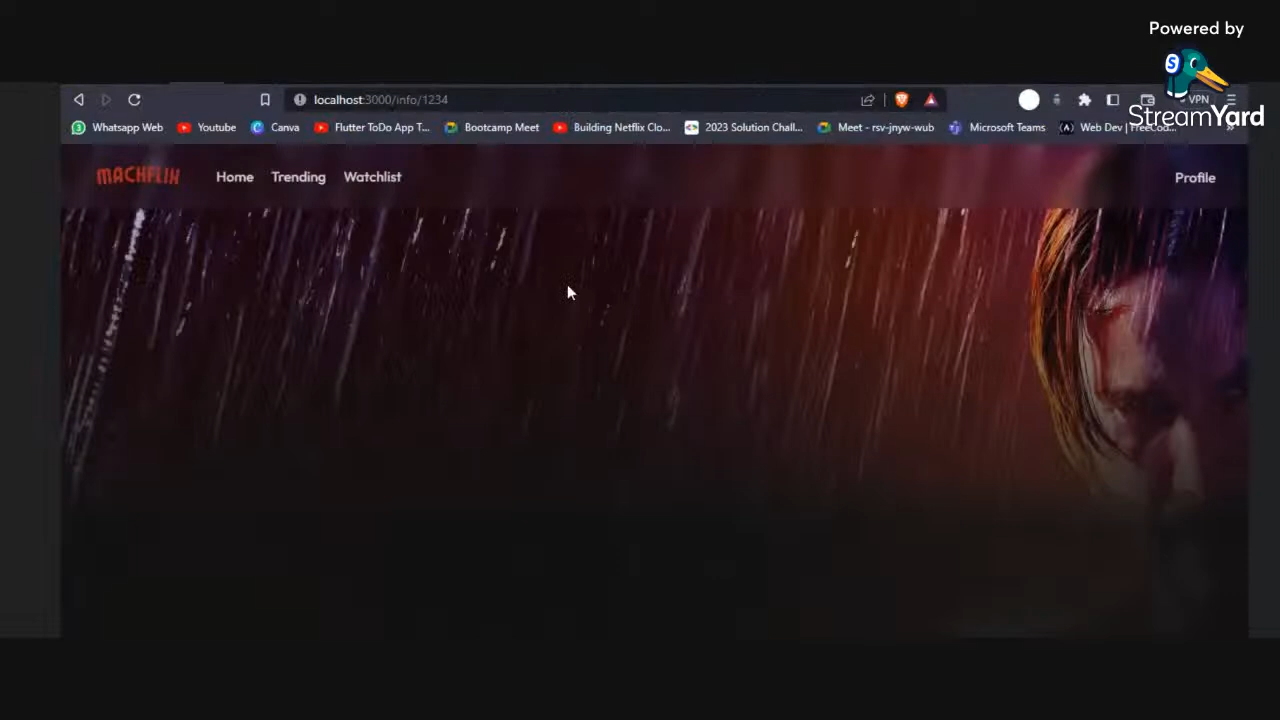 Powered by
StreamYard
localhost:3000/info/1234
VPN
Whatsapp Web
Youtube
Canva
Flutter ToDo App T...
Bootcamp Meet
Building Netflix Clo...
2023 Solution Chall...
Meet - rsv-jnyw-wub
Microsoft Teams
Web Dev | FreeCod...
MACHFLIX
Home
Trending
Watchlist
Profile